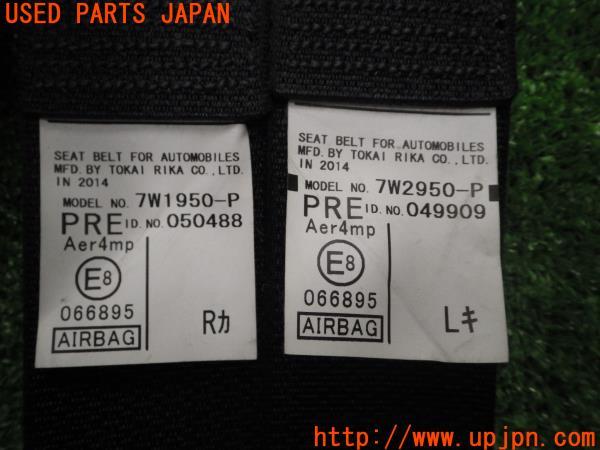 USED PARTS JAPAN
SEAT BELT FOR AUTOMOBILES
MFD. BY TOKAI RIKA CO., LTD.
IN 2014
MODEL NO. 7W1950-P
PRE ID. NO. 050488
Aer4mp
E8
066895
AIRBAG
Rカ
SEAT BELT FOR AUTOMOBILES
MFD. BY TOKAI RIKA CO., LTD.
IN 2014
MODEL NO. 7W2950-P
PRE ID. NO. 049909
Aer4mp
E8
066895
AIRBAG
Lキ
http://www.upjpn.com/